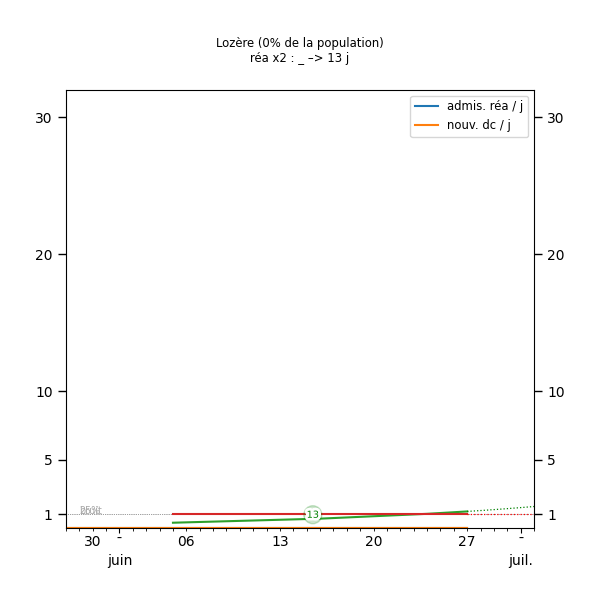 Lozère (0% de la population)
réa x2 : _ –> 13 j
admis. réa / j
nouv. dc / j
30 30
20 20
10 10
5 5
13
1 1
30 - 06 13 20 27 -
juin juil.